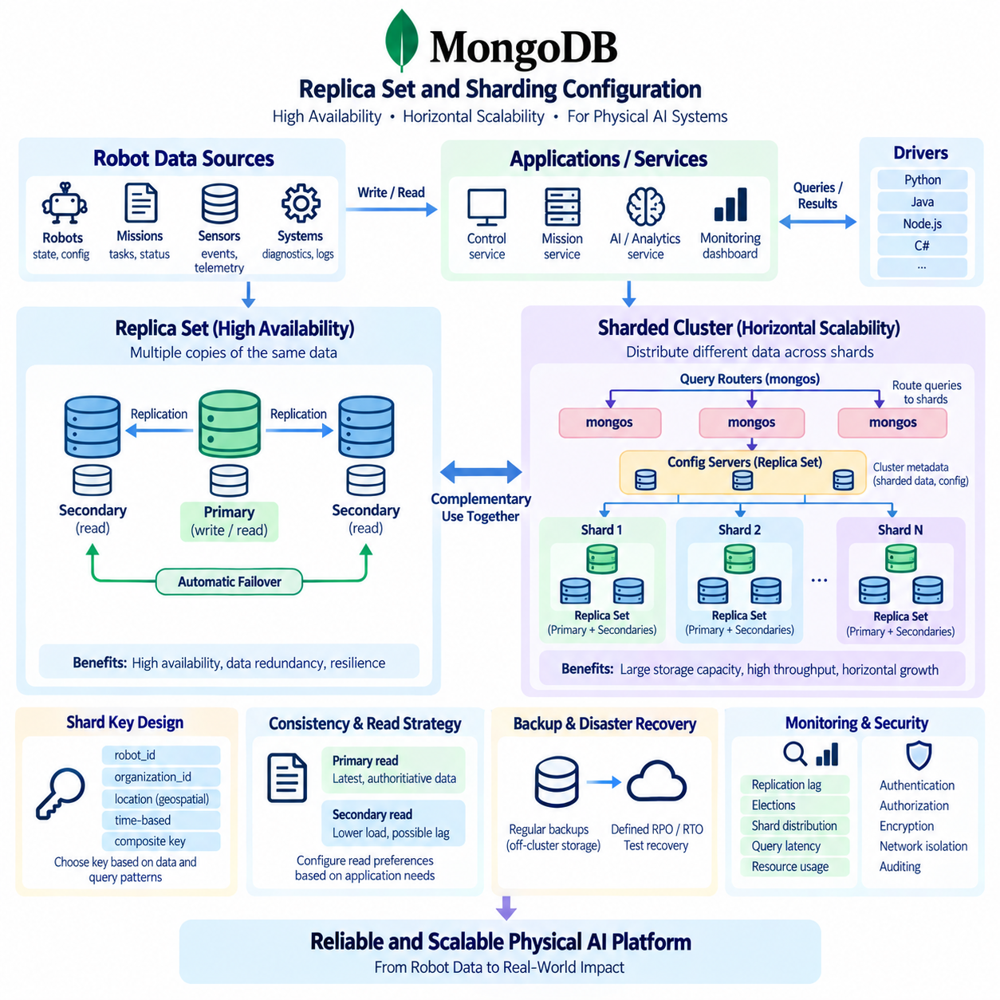 MongoDB
Replica Set and Sharding Configuration
High Availability • Horizontal Scalability • For Physical AI Systems
Robot Data Sources
Robots
state, config
Missions
tasks, status
Sensors
events,
telemetry
Systems
diagnostics, logs
Write / Read
Applications / Services
Control
service
Mission
service
AI / Analytics
service
Monitoring
dashboard
Queries /
Results
Drivers
Python
Java
Node.js
C#
...
Replica Set (High Availability)
Multiple copies of the same data
Replication
Replication
Secondary
(read)
Primary
(write / read)
Secondary
(read)
Automatic Failover
Benefits: High availability, data redundancy, resilience
Complementary
Use Together
Sharded Cluster (Horizontal Scalability)
Distribute different data across shards
Query Routers (mongos)
Route queries
to shards
mongos
mongos
mongos
Config Servers (Replica Set)
Cluster metadata
(sharded data, config)
Shard 1
Replica Set
(Primary + Secondaries)
Shard 2
Replica Set
(Primary + Secondaries)
...
Shard N
Replica Set
(Primary + Secondaries)
Benefits: Large storage capacity, high throughput, horizontal growth
Shard Key Design
robot_id
organization_id
location (geospatial)
time-based
composite key
Choose key based on data and
query patterns
Consistency & Read Strategy
Primary read
Latest, authoritiative data
Secondary read
Lower load, possible lag
Configure read preferences
based on application needs
Backup & Disaster Recovery
Regular backups
(off-cluster storage)
Defined RPO / RTO
Test recovery
Monitoring & Security
Replication lag
Elections
Shard distribution
Query latency
Resource usage
Authentication
Authorization
Encryption
Network isolation
Auditing
Reliable and Scalable Physical AI Platform
From Robot Data to Real-World Impact